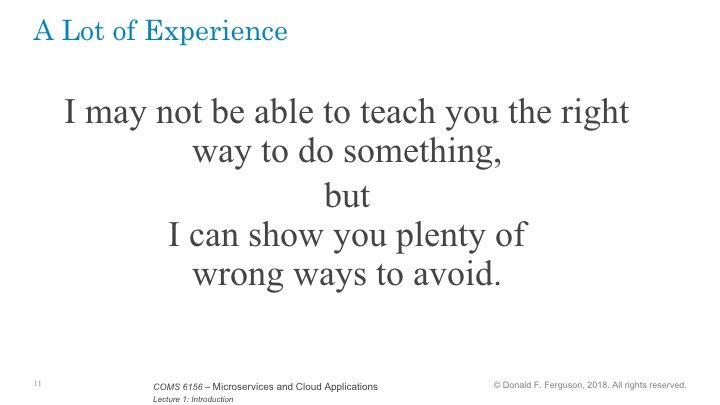 A Lot of Experience
I may not be able to teach you the right
way to do something,
but
I can show you plenty of
wrong ways to avoid.
11
COMS 6156 – Microservices and Cloud Applications
Lecture 1: Introduction
© Donald F. Ferguson, 2018. All rights reserved.